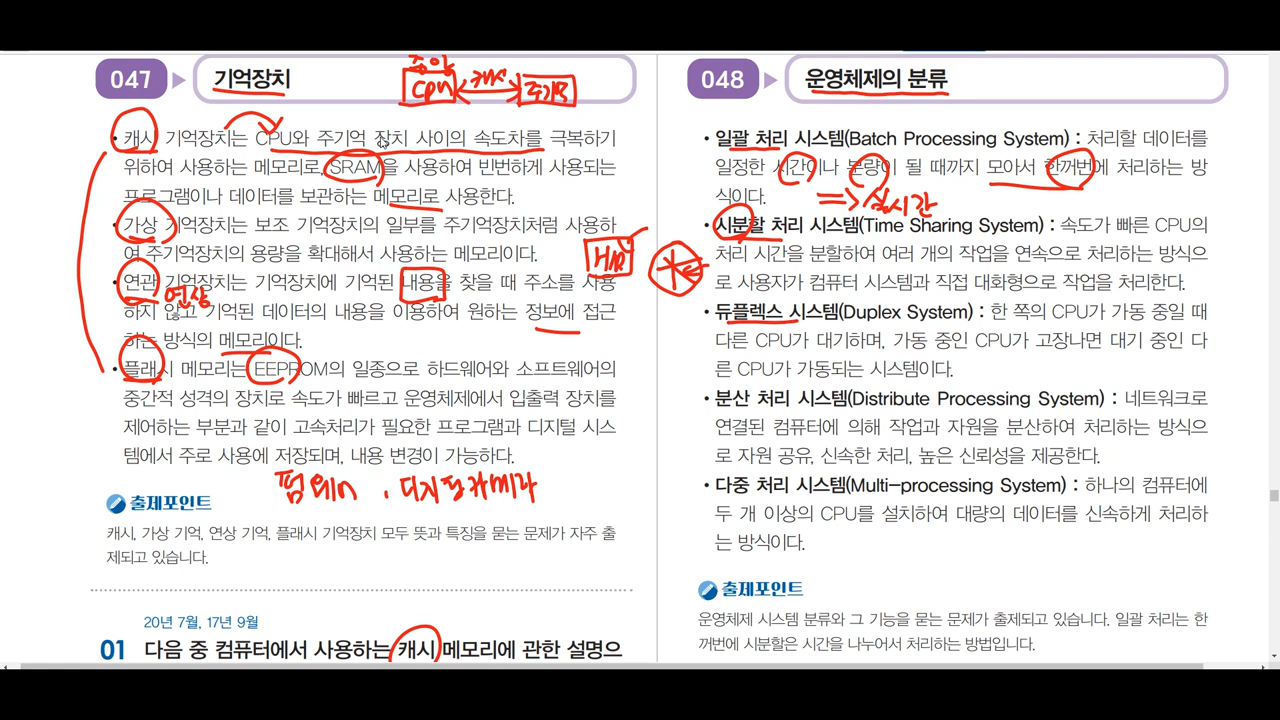 047 기억장치
중앙
CPU 캐시 주기억
• 캐시 기억장치는 CPU와 주기억 장치 사이의 속도차를 극복하기
위하여 사용하는 메모리로, SRAM을 사용하여 빈번하게 사용되는
프로그램이나 데이터를 보관하는 메모리로 사용한다.
• 가상 기억장치는 보조 기억장치의 일부를 주기억장치처럼 사용하
여 주기억장치의 용량을 확대해서 사용하는 메모리이다.
• 연관 기억장치는 기억장치에 기억된 내용을 찾을 때 주소를 사용
연상
하지 않고 기억된 데이터의 내용을 이용하여 원하는 정보에 접근
하는 방식의 메모리이다.
• 플래시 메모리는 EEPROM의 일종으로 하드웨어와 소프트웨어의
중간적 성격의 장치로 속도가 빠르고 운영체제에서 입출력 장치를
제어하는 부분과 같이 고속처리가 필요한 프로그램과 디지털 시스
템에서 주로 사용에 저장되며, 내용 변경이 가능하다.
펌웨어, 디지털카메라
출제포인트
캐시, 가상 기억, 연상 기억, 플래시 기억장치 모두 뜻과 특징을 묻는 문제가 자주 출
제되고 있습니다.
20년 7월, 17년 9월
01 다음 중 컴퓨터에서 사용하는 캐시 메모리에 관한 설명으
048 운영체제의 분류
• 일괄 처리 시스템(Batch Processing System) : 처리할 데이터를
일정한 시간이나 분량이 될 때까지 모아서 한꺼번에 처리하는 방
식이다.
=> 실시간
• 시분할 처리 시스템(Time Sharing System) : 속도가 빠른 CPU의
처리 시간을 분할하여 여러 개의 작업을 연속으로 처리하는 방식으
로 사용자가 컴퓨터 시스템과 직접 대화형으로 작업을 처리한다.
• 듀플렉스 시스템(Duplex System) : 한 쪽의 CPU가 가동 중일 때
다른 CPU가 대기하며, 가동 중인 CPU가 고장나면 대기 중인 다
른 CPU가 가동되는 시스템이다.
• 분산 처리 시스템(Distribute Processing System) : 네트워크로
연결된 컴퓨터에 의해 작업과 자원을 분산하여 처리하는 방식으
로 자원 공유, 신속한 처리, 높은 신뢰성을 제공한다.
• 다중 처리 시스템(Multi-processing System) : 하나의 컴퓨터에
두 개 이상의 CPU를 설치하여 대량의 데이터를 신속하게 처리하
는 방식이다.
출제포인트
운영체제 시스템 분류와 그 기능을 묻는 문제가 출제되고 있습니다. 일괄 처리는 한
꺼번에 시분할은 시간을 나누어서 처리하는 방법입니다.